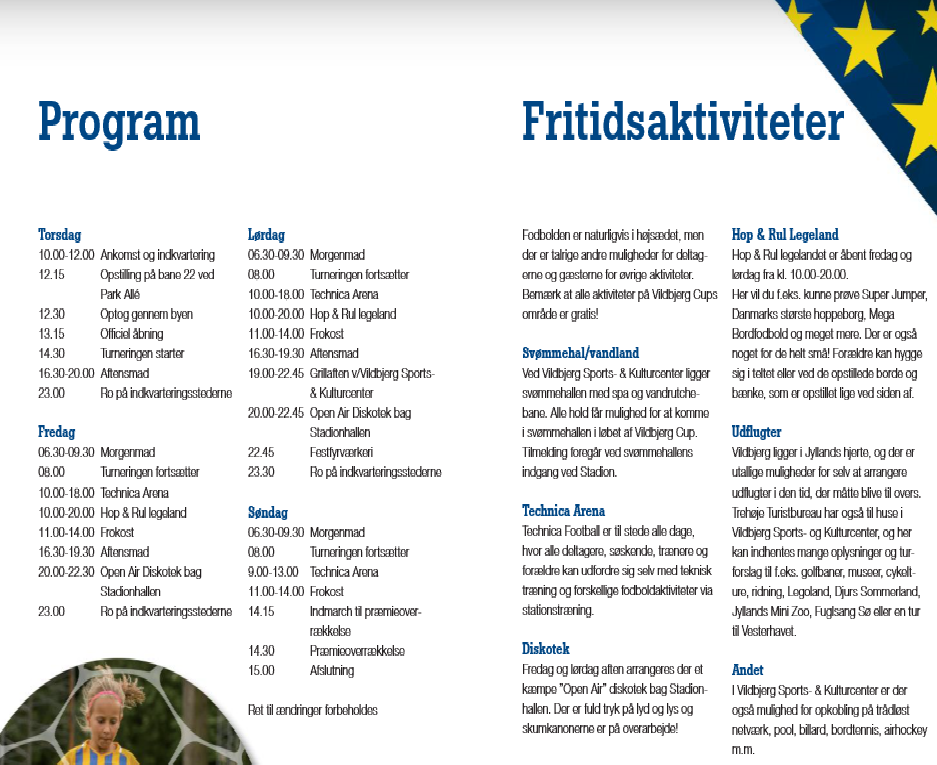 Program
Torsdag
10.00-12.00 Ankomst og indkvartering
12.15 Opstilling på bane 22 ved
Park Allé
12.30 Optog gennem byen
13.15 Officiel åbning
14.30 Turneringen starter
16.30-20.00 Aftensmad
23.00 Ro på indkvarteringsstederne
Fredag
06.30-09.30 Morgenmad
08.00 Turneringen fortsætter
10.00-18.00 Technica Arena
10.00-20.00 Hop & Rul legeland
11.00-14.00 Frokost
16.30-19.30 Aftensmad
20.00-22.30 Open Air Diskotek bag
Stadionhallen
23.00 Ro på indkvarteringsstederne
Lørdag
06.30-09.30 Morgenmad
08.00 Turneringen fortsætter
10.00-18.00 Technica Arena
10.00-20.00 Hop & Rul legeland
11.00-14.00 Frokost
16.30-19.30 Aftensmad
19.00-22.45 Grillaften v/Vildbjerg Sports-
& Kulturcenter
20.00-22.45 Open Air Diskotek bag
Stadionhallen
22.45 Festfyrværkeri
23.30 Ro på indkvarteringsstederne
Søndag
06.30-09.30 Morgenmad
08.00 Turneringen fortsætter
9.00-13.00 Technica Arena
11.00-14.00 Frokost
14.15 Indmarch til præmieover-
rækkelse
14.30 Præmieoverrækkelse
15.00 Afslutning
Ret til ændringer forbeholdes
Fritidsaktiviteter
Fodbolden er naturligvis i højsædet, men
der er talrige andre muligheder for deltag-
erne og gæsterne for øvrige aktiviteter.
Bemærk at alle aktiviteter på Vildbjerg Cups
område er gratis!
Svømmehal/vandland
Ved Vildbjerg Sports- & Kulturcenter ligger
svømmehallen med spa og vandrutche-
bane. Alle hold får mulighed for at komme
i svømmehallen i løbet af Vildbjerg Cup.
Tilmelding foregår ved svømmehallens
indgang ved Stadion.
Technica Arena
Technica Football er til stede alle dage,
hvor alle deltagere, søskende, trænere og
forældre kan udfordre sig selv med teknisk
træning og forskellige fodboldaktiviteter via
stationstræning.
Diskotek
Fredag og lørdag aften arrangeres der et
kæmpe "Open Air" diskotek bag Stadion-
hallen. Der er fuld tryk på lyd og lys og
skumkanonerne er på overarbejde!
Hop & Rul Legeland
Hop & Rul legelandet er åbent fredag og
lørdag fra kl. 10.00-20.00.
Her vil du f.eks. kunne prøve Super Jumper,
Danmarks største hoppeborg, Mega
Bordfodbold og meget mere. Der er også
noget for de helt små! Forældre kan hygge
sig i teltet eller ved de opstillede borde og
bænke, som er opstillet lige ved siden af.
Udflugter
Vildbjerg ligger i Jyllands hjerte, og der er
utallige muligheder for selv at arrangere
udflugter i den tid, der måtte blive til overs.
Trehøje Turistbureau har også til huse i
Vildbjerg Sports- og Kulturcenter, og her
kan indhentes mange oplysninger og tur-
forslag til f.eks. golfbaner, museer, cykelt-
ure, ridning, Legoland, Djurs Sommerland,
Jyllands Mini Zoo, Fuglsang Sø eller en tur
til Vesterhavet.
Andet
I Vildbjerg Sports- & Kulturcenter er der
også mulighed for opkobling på trådløst
netværk, pool, billard, bordtennis, airhockey
m.m.